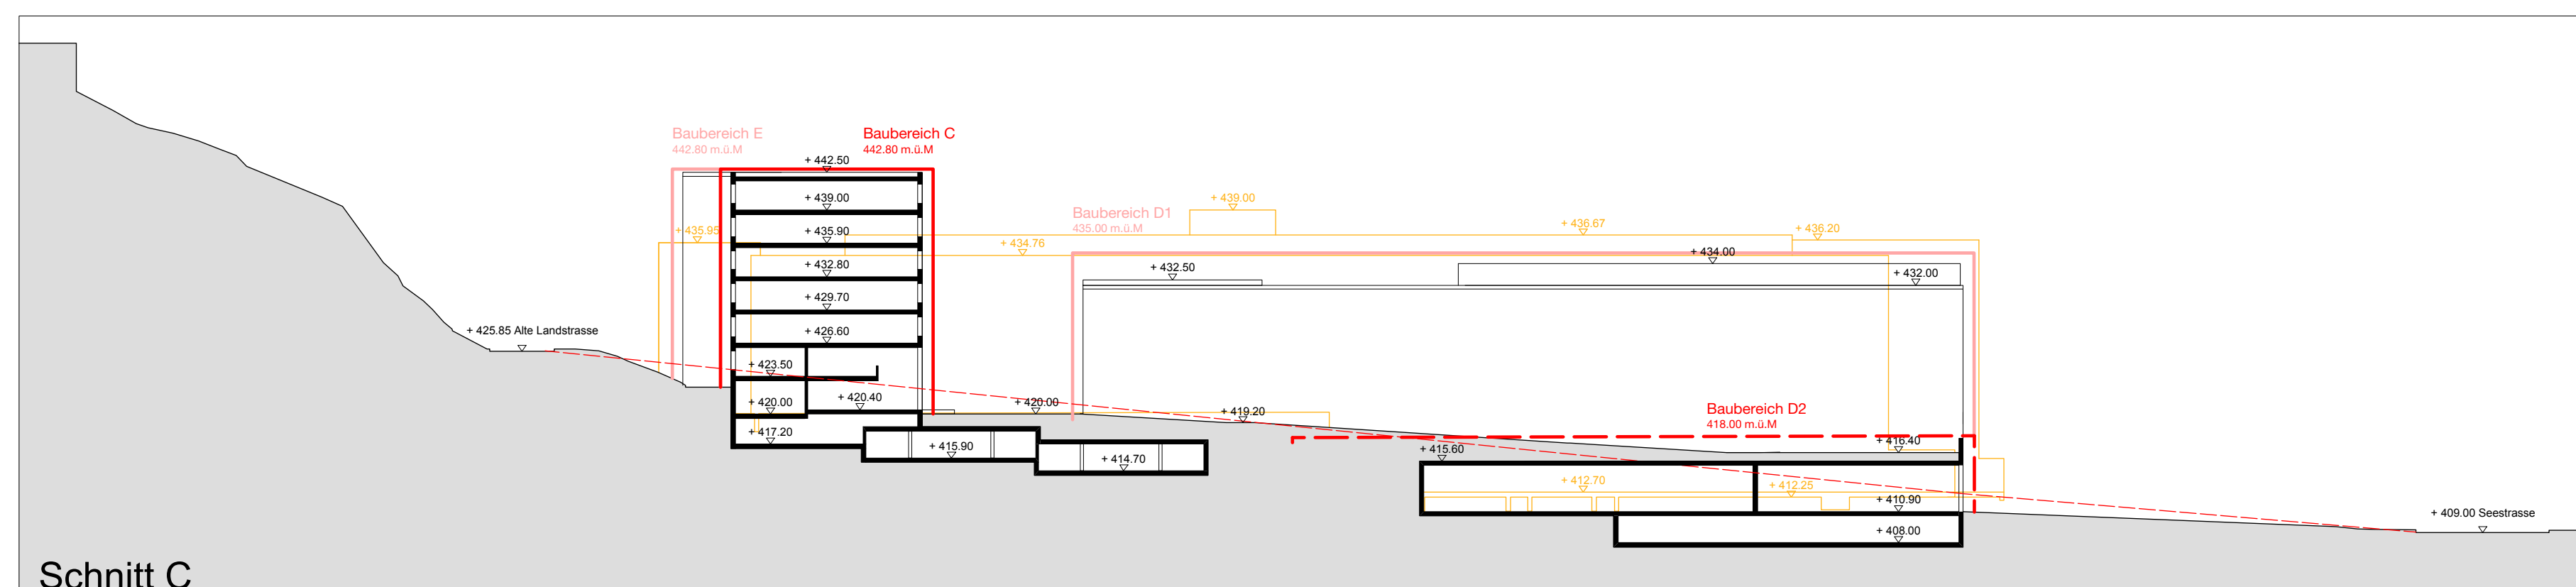 Baubereich E
442.80 m.ü.M
Baubereich C
442.80 m.ü.M
+ 442.50
+ 439.00
+ 435.90
+ 432.80
+ 429.70
+ 426.60
+ 423.50
+ 420.00
+ 420.40
+ 417.20
+ 435.95
+ 425.85 Alte Landstrasse
+ 415.90
+ 414.70
+ 434.76
+ 420.00
Baubereich D1
435.00 m.ü.M
+ 439.00
+ 432.50
+ 419.20
+ 436.67
+ 436.20
+ 434.00
+ 432.00
Baubereich D2
418.00 m.ü.M
+ 416.40
+ 415.60
+ 412.70
+ 412.25
+ 410.90
+ 408.00
+ 409.00 Seestrasse
Schnitt C